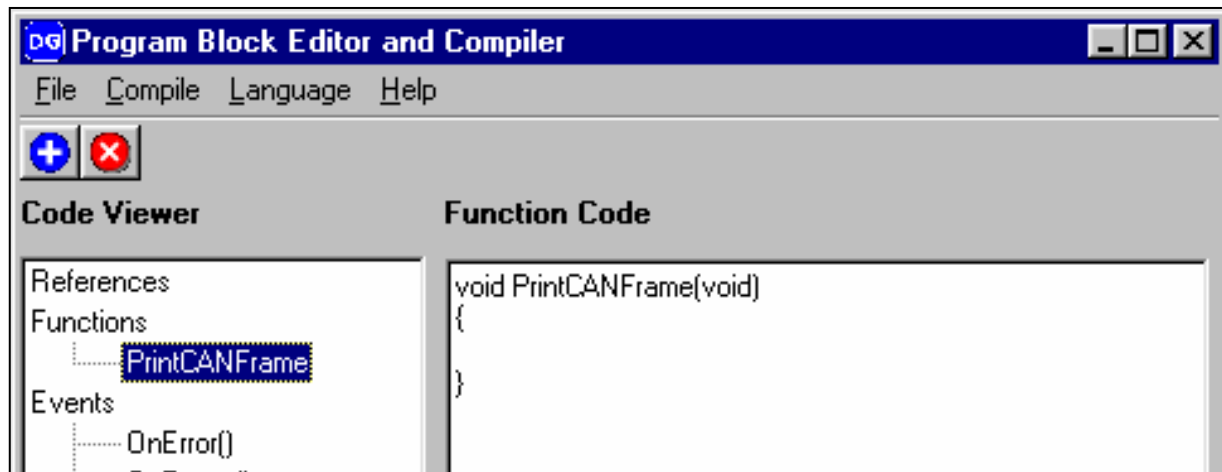 DG Program Block Editor and Compiler
File Compile Language Help
Code Viewer
Function Code
References
Functions
PrintCANFrame
Events
OnError()
void PrintCANFrame(void)
{
}